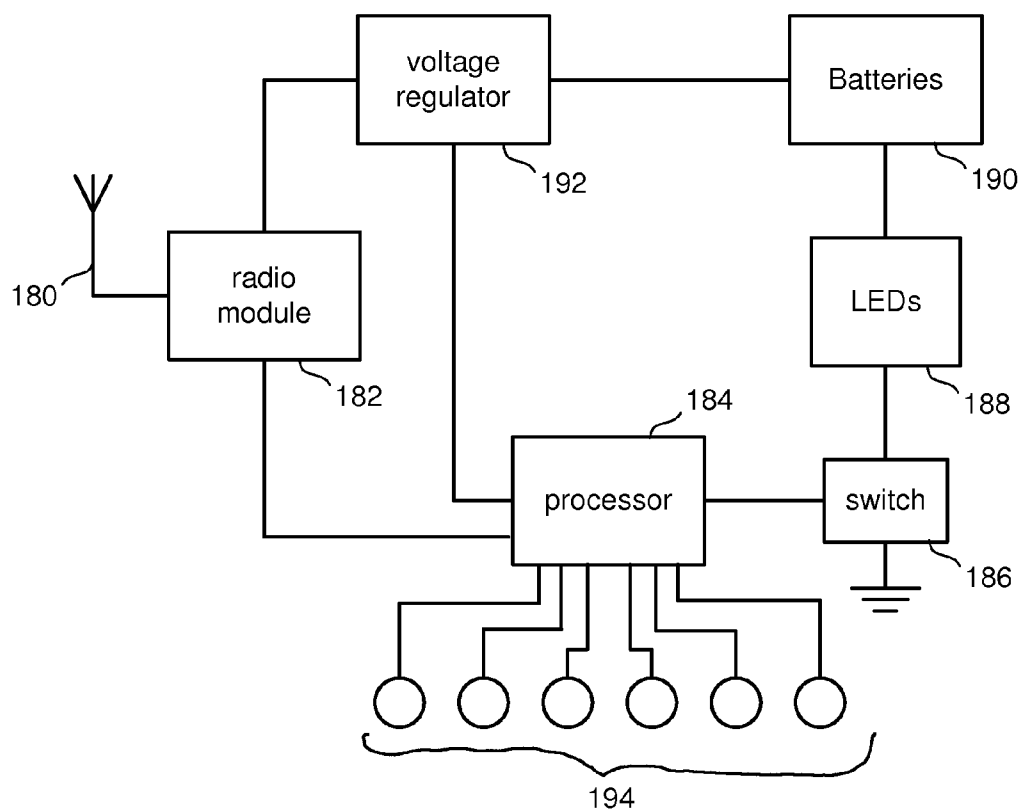 voltage
regulator
192
Batteries
190
180
radio
module
182
LEDs
188
184
processor
switch
186
194